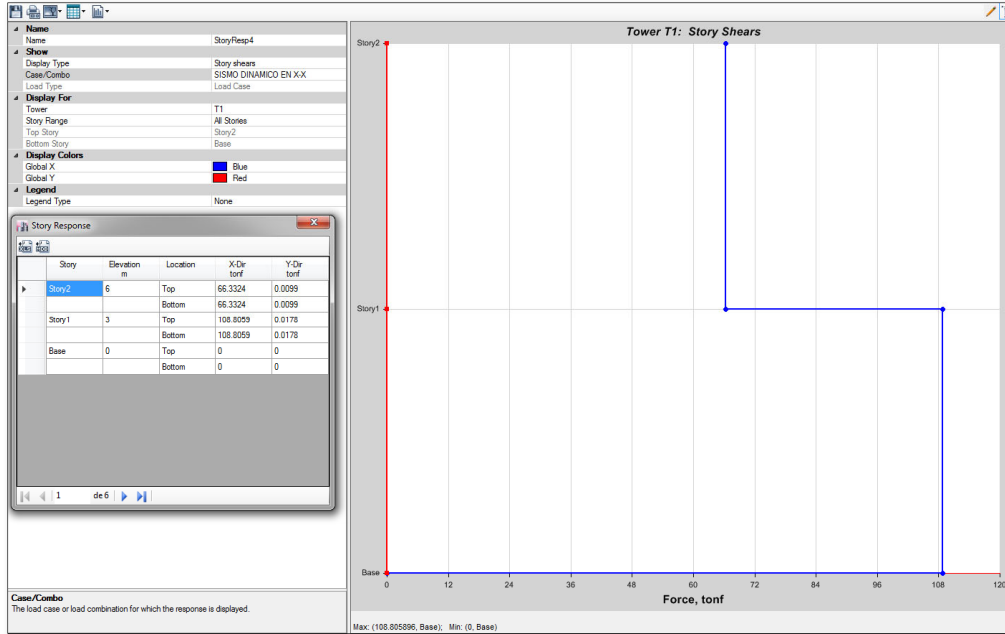 Name
Name StoryResp4
Show
Display Type Story shears
Case/Combo SISMO DINAMICO EN X-X
Load Type Load Case
Display For
Tower T1
Story Range All Stories
Top Story Story2
Bottom Story Base
Display Colors
Global X Blue
Global Y Red
Legend
Legend Type None
Story Response
Story Elevation m Location X-Dir tonf Y-Dir tonf
Story2 6 Top 66.3324 0.0099
Bottom 66.3324 0.0099
Story1 3 Top 108.8059 0.0178
Bottom 108.8059 0.0178
Base 0 Top 0 0
Bottom 0 0
1 de 6
Case/Combo
The load case or load combination for which the response is displayed.
Tower T1: Story Shears
Story2
Story1
Base
0 12 24 36 48 60 72 84 96 108 120
Force, tonf
Max: (108.805896, Base); Min: (0, Base)